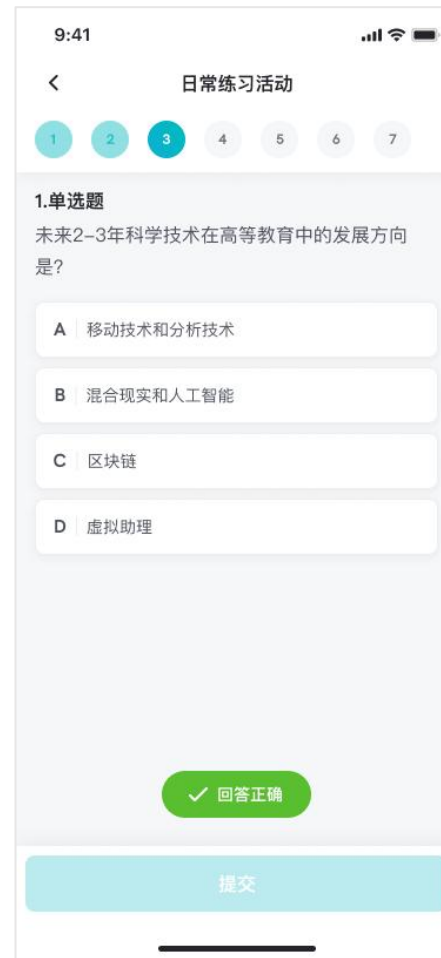 9:41
日常练习活动
1 2 3 4 5 6 7
1.单选题
未来2-3年科学技术在高等教育中的发展方向
是?
A 移动技术和分析技术
B 混合现实和人工智能
C 区块链
D 虚拟助理
回答正确
提交